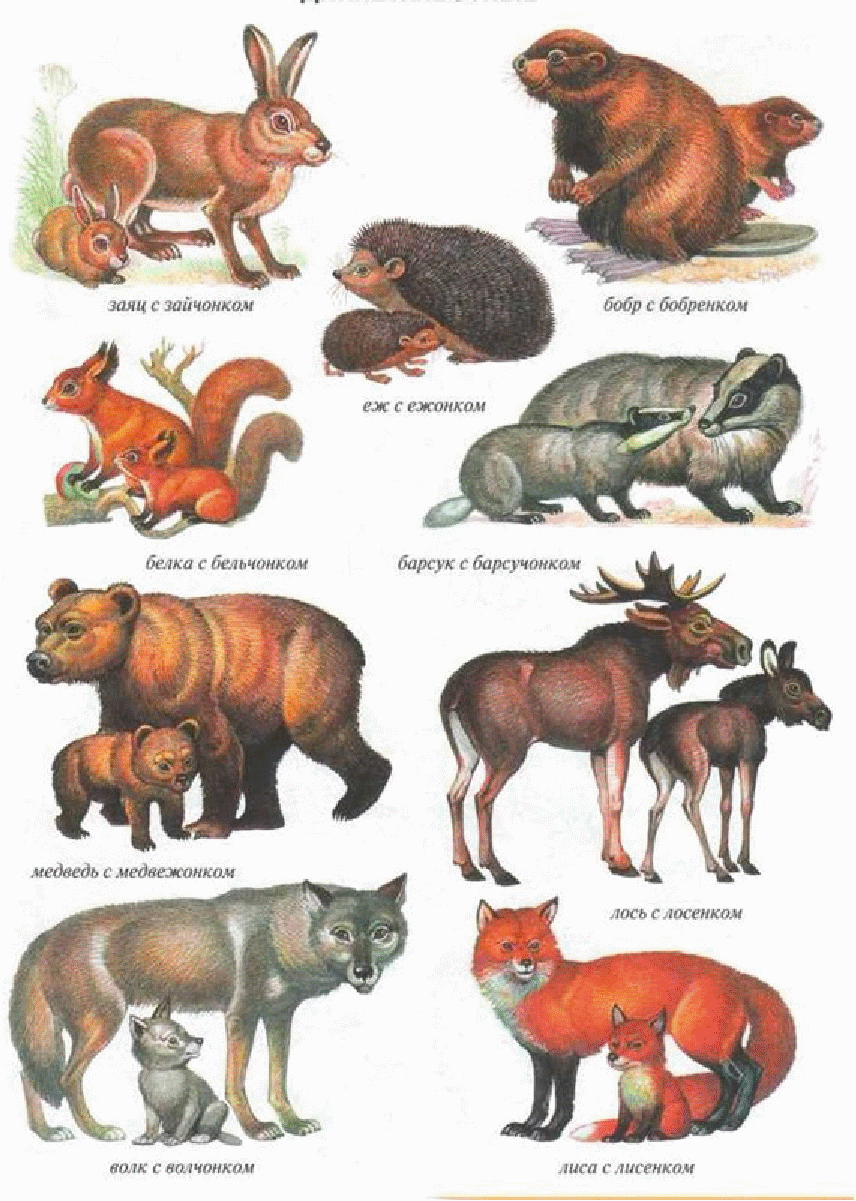 заяц с зайчонком
бобр с бобренком
еж с ежонком
белка с бельчонком
барсук с барсучонком
медведь с медвежонком
лось с лосенком
волк с волчонком
лиса с лисенком